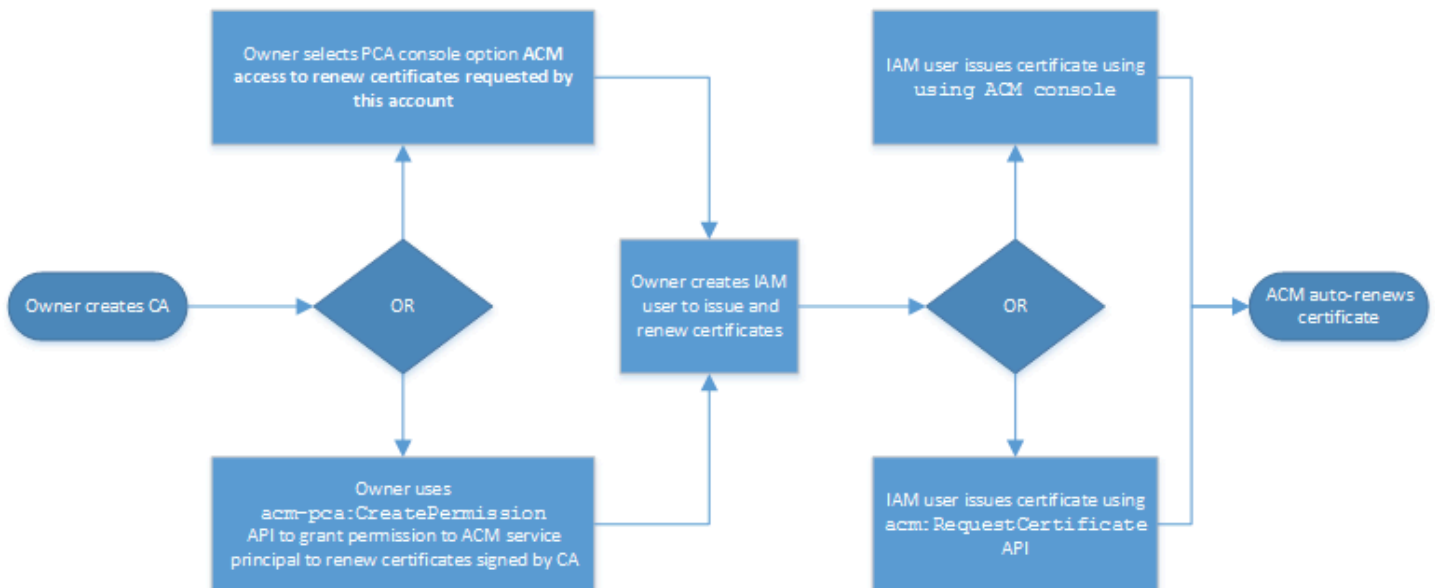 Owner creates CA
OR
Owner selects PCA console option ACM
access to renew certificates requested by
this account
Owner uses
acm-pca:CreatePermission
API to grant permission to ACM service
principal to renew certificates signed by CA
Owner creates IAM
user to issue and
renew certificates
OR
IAM user issues certificate using
using ACM console
IAM user issues certificate using
acm:RequestCertificate
API
ACM auto-renews
certificate